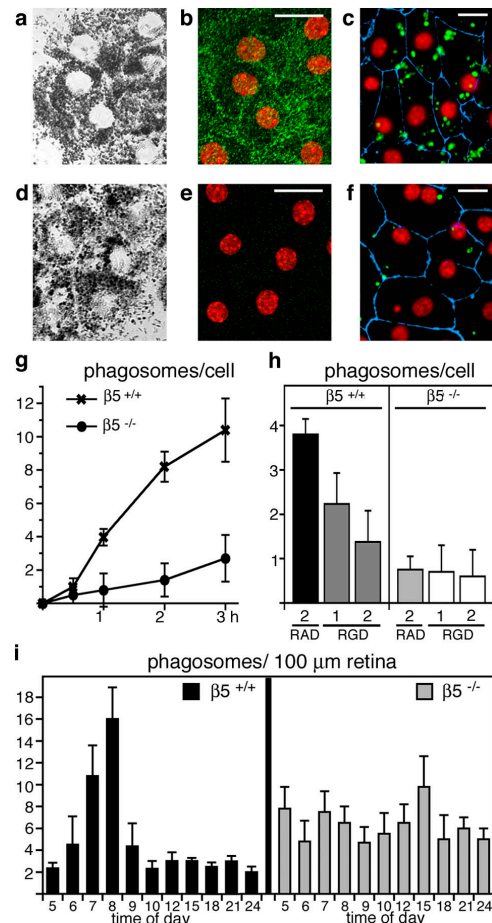 a b c
d e f
g phagosomes/cell
12
10
8
6
4
2
1 2 3 h
β5 +/+
β5 -/-
h phagosomes/cell
β5 +/+ β5 -/-
4
3
2
1
2 1 2 2 1 2
RAD RGD RAD RGD
i phagosomes/ 100 µm retina
β5 +/+ β5 -/-
18
16
14
12
10
8
6
4
2
5 6 7 8 9 10 12 15 18 21 24 5 6 7 8 9 10 12 15 18 21 24
time of day time of day